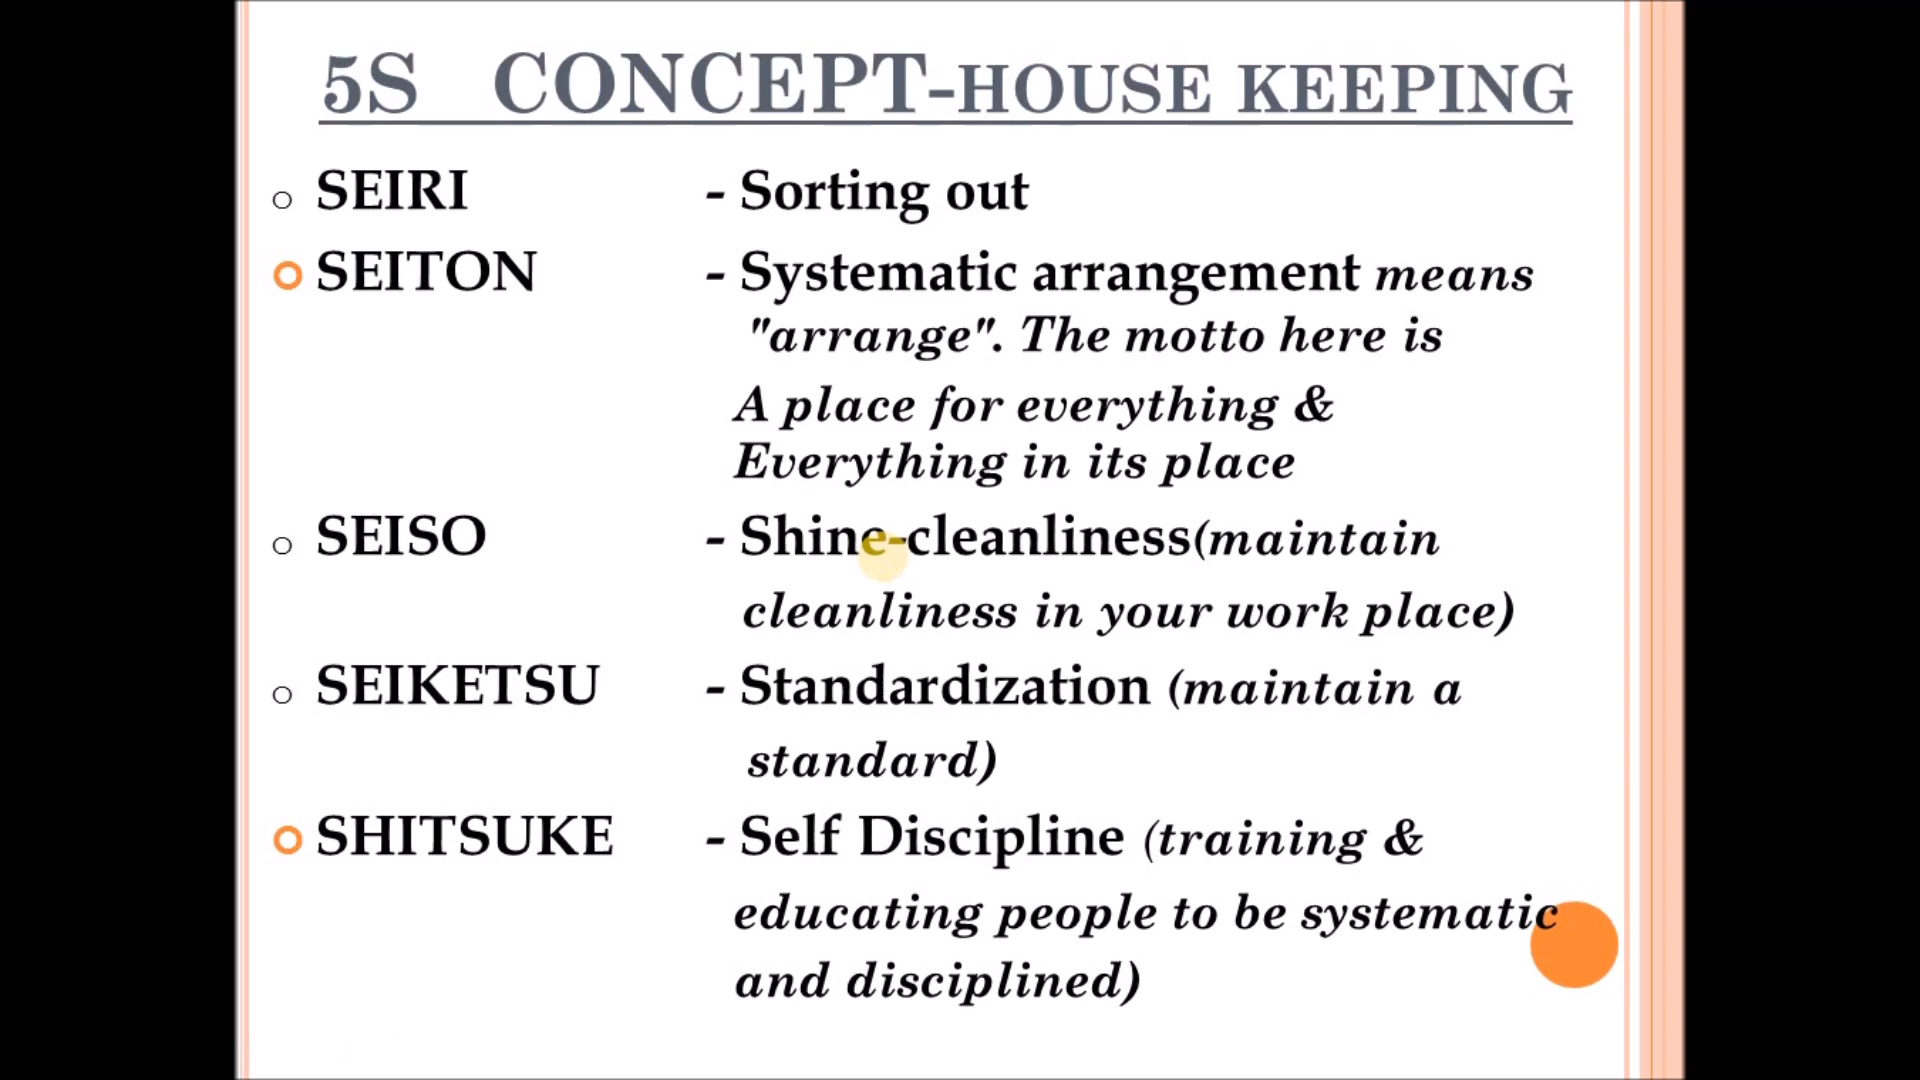 5S CONCEPT-HOUSE KEEPING
SEIRI - Sorting out
SEITON - Systematic arrangement means
"arrange". The motto here is
A place for everything &
Everything in its place
SEISO - Shine-cleanliness(maintain
cleanliness in your work place)
SEIKETSU - Standardization (maintain a
standard)
SHITSUKE - Self Discipline (training &
educating people to be systematic
and disciplined)